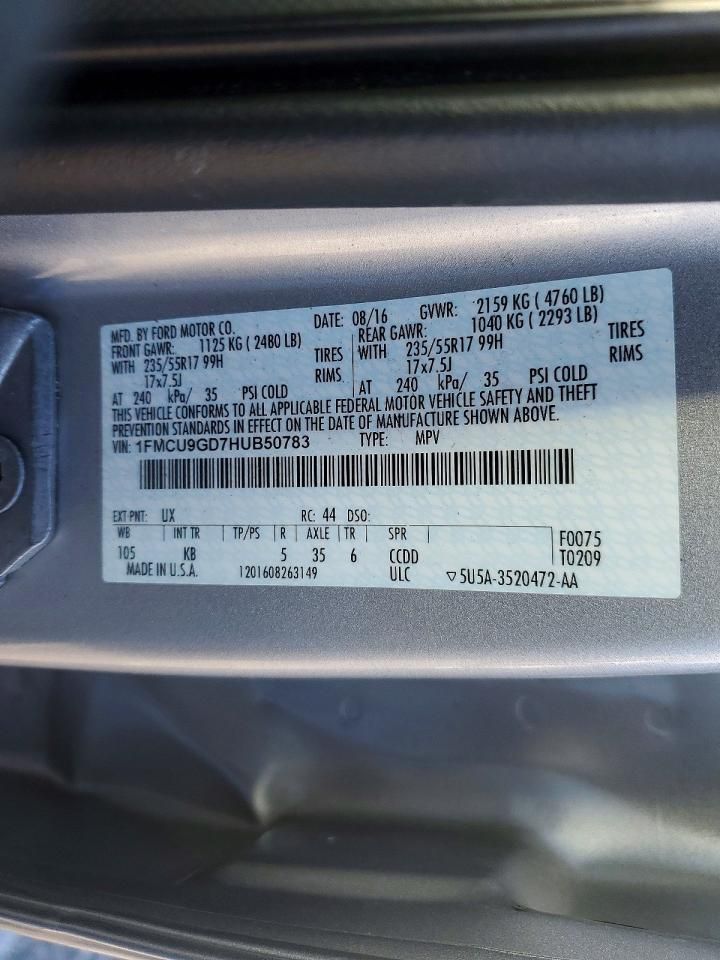 MFD. BY FORD MOTOR CO. DATE: 08/16 GVWR: 2159 KG ( 4760 LB)
FRONT GAWR: 1125 KG ( 2480 LB) REAR GAWR: 1040 KG ( 2293 LB)
WITH 235/55R17 99H TIRES WITH 235/55R17 99H TIRES
17x7.5J RIMS 17x7.5J RIMS
AT 240 kPa/ 35 PSI COLD AT 240 kPa/ 35 PSI COLD
THIS VEHICLE CONFORMS TO ALL APPLICABLE FEDERAL MOTOR VEHICLE SAFETY AND THEFT
PREVENTION STANDARDS IN EFFECT ON THE DATE OF MANUFACTURE SHOWN ABOVE.
VIN: 1FMCU9GD7HUB50783 TYPE: MPV
EXT PNT: UX RC: 44 DSO:
WB INT TR TP/PS R AXLE TR SPR F0075
105 KB 5 35 6 CCDD T0209
MADE IN U.S.A. 1201608263149 ULC ▽5U5A-3520472-AA